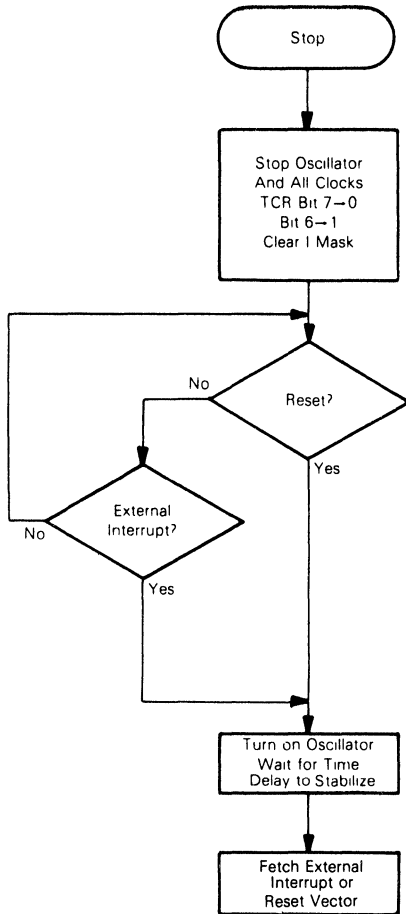 Stop
Stop Oscillator
And All Clocks
TCR Bit 7→0
Bit 6→1
Clear I Mask
No
Reset?
Yes
External
Interrupt?
No
Yes
Turn on Oscillator
Wait for Time
Delay to Stabilize
Fetch External
Interrupt or
Reset Vector